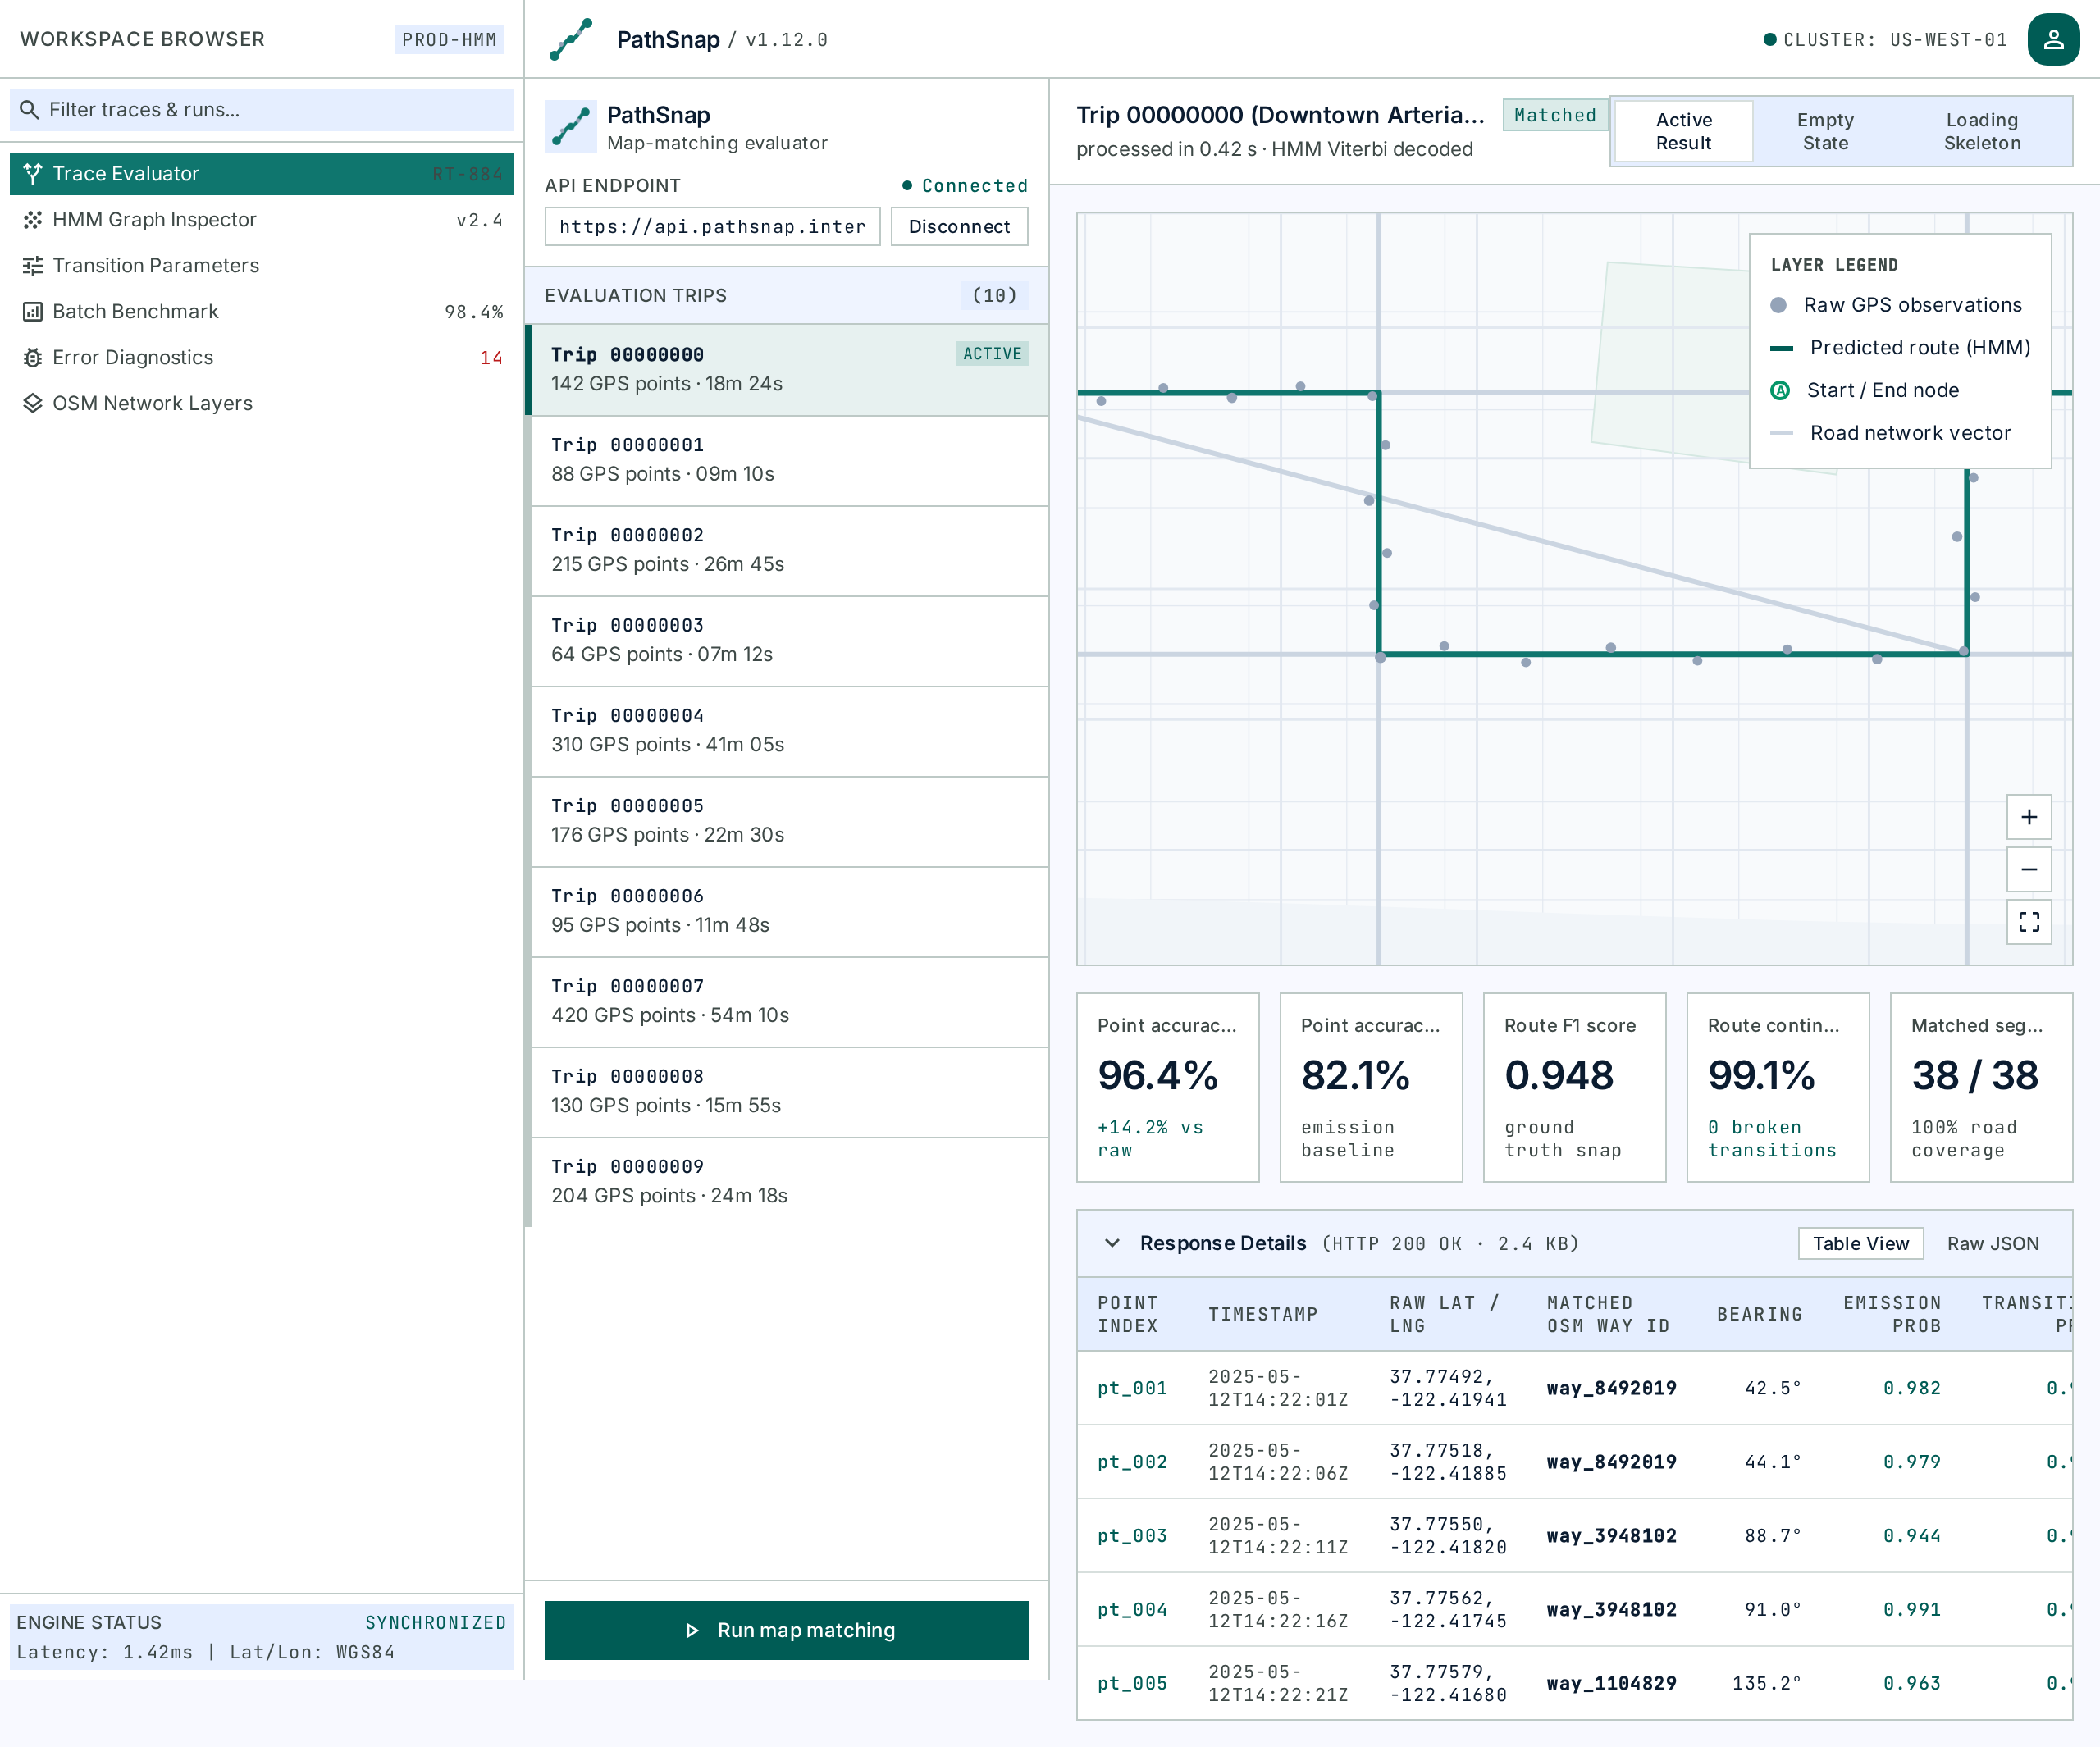 WORKSPACE BROWSER
PROD-HMM
Filter traces & runs...
Trace Evaluator
RT-884
HMM Graph Inspector
v2.4
Transition Parameters
Batch Benchmark
98.4%
Error Diagnostics
14
OSM Network Layers
ENGINE STATUS
SYNCHRONIZED
Latency: 1.42ms | Lat/Lon: WGS84
PathSnap / v1.12.0
CLUSTER: US-WEST-01
PathSnap
Map-matching evaluator
API ENDPOINT
Connected
https://api.pathsnap.inter
Disconnect
EVALUATION TRIPS
(10)
Trip 00000000
ACTIVE
142 GPS points · 18m 24s
Trip 00000001
88 GPS points · 09m 10s
Trip 00000002
215 GPS points · 26m 45s
Trip 00000003
64 GPS points · 07m 12s
Trip 00000004
310 GPS points · 41m 05s
Trip 00000005
176 GPS points · 22m 30s
Trip 00000006
95 GPS points · 11m 48s
Trip 00000007
420 GPS points · 54m 10s
Trip 00000008
130 GPS points · 15m 55s
Trip 00000009
204 GPS points · 24m 18s
Run map matching
Trip 00000000 (Downtown Arteria...
Matched
processed in 0.42 s · HMM Viterbi decoded
Active
Result
Empty
State
Loading
Skeleton
LAYER LEGEND
Raw GPS observations
Predicted route (HMM)
A
Start / End node
Road network vector
+
−
Point accurac...
96.4%
+14.2% vs
raw
Point accurac...
82.1%
emission
baseline
Route F1 score
0.948
ground
truth snap
Route contin...
99.1%
0 broken
transitions
Matched seg...
38 / 38
100% road
coverage
Response Details (HTTP 200 OK · 2.4 KB)
Table View
Raw JSON
POINT
INDEX
TIMESTAMP
RAW LAT /
LNG
MATCHED
OSM WAY ID
BEARING
EMISSION
PROB
pt_001
2025-05-
12T14:22:01Z
37.77492,
-122.41941
way_8492019
42.5°
0.982
pt_002
2025-05-
12T14:22:06Z
37.77518,
-122.41885
way_8492019
44.1°
0.979
pt_003
2025-05-
12T14:22:11Z
37.77550,
-122.41820
way_3948102
88.7°
0.944
pt_004
2025-05-
12T14:22:16Z
37.77562,
-122.41745
way_3948102
91.0°
0.991
pt_005
2025-05-
12T14:22:21Z
37.77579,
-122.41680
way_1104829
135.2°
0.963